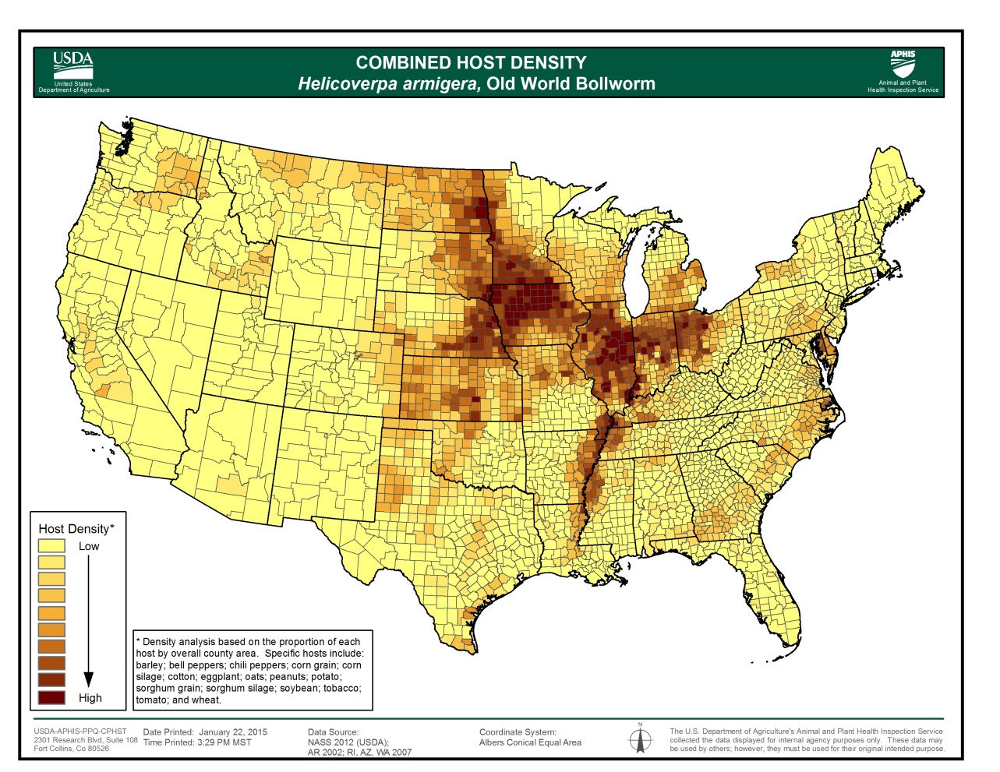 USDA
United States
Department of Agriculture
COMBINED HOST DENSITY
Helicoverpa armigera, Old World Bollworm
APHIS
Animal and Plant
Health Inspection Service
Host Density*
Low
High
* Density analysis based on the proportion of each
host by overall county area.  Specific hosts include:
barley; bell peppers; chili peppers; corn grain; corn
silage; cotton; eggplant; oats; peanuts; potato;
sorghum grain; sorghum silage; soybean; tobacco;
tomato; and wheat.
USDA-APHIS-PPQ-CPHST
2301 Research Blvd, Suite 108
Fort Collins, Co 80526
Date Printed:  January 22, 2015
Time Printed: 3:29 PM MST
Data Source:
NASS 2012 (USDA);
AR 2002; RI, AZ, WA 2007
Coordinate System:
Albers Conical Equal Area
N
The U.S. Department of Agriculture's Animal and Plant Health Inspection Service
collected the data displayed for internal agency purposes only.  These data may
be used by others; however, they must be used for their original intended purpose.